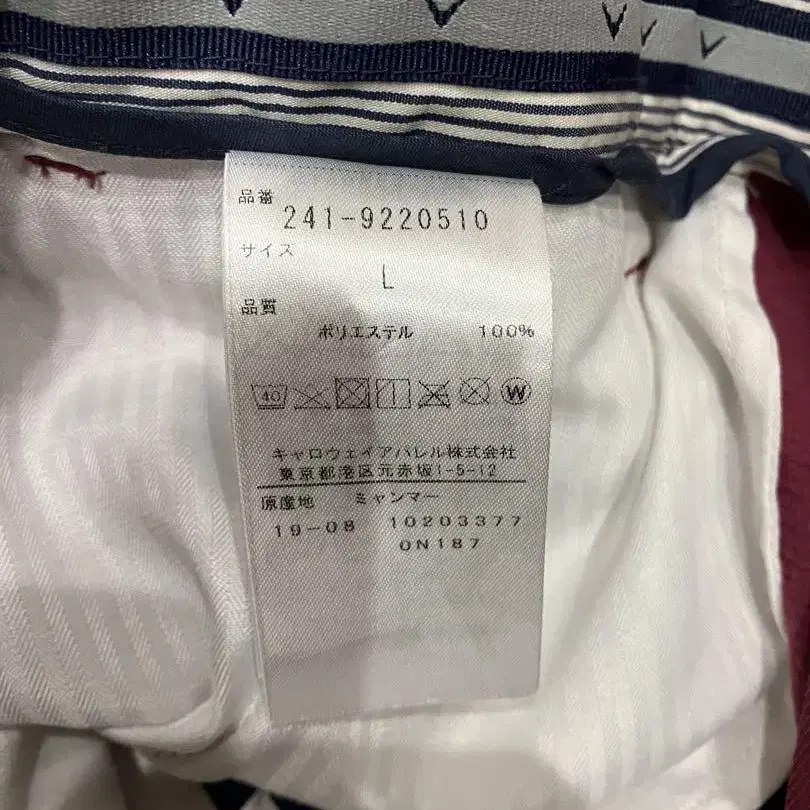 品番
241-9220510
サイズ
L
品質
ポリエステル 100%
40
W
キャロウェイアパレル株式会社
東京都港区元赤坂1-5-12
原産地 ミャンマー
19-08 10203377
0N187